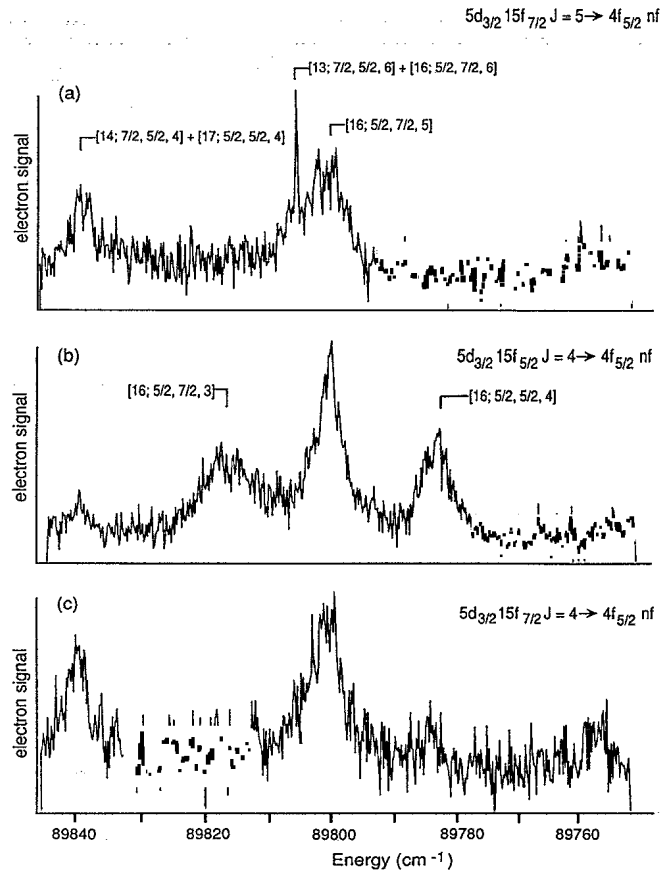 5d3/2 15f 7/2 J = 5 → 4f5/2 nf
[13; 7/2, 5/2, 6] + [16; 5/2, 7/2, 6]
(a)
[16; 5/2, 7/2, 5]
[14; 7/2, 5/2, 4] + [17; 5/2, 5/2, 4]
electron signal
(b)
5d3/2 15f5/2 J = 4 → 4f5/2 nf
[16; 5/2, 7/2, 3]
[16; 5/2, 5/2, 4]
electron signal
(c)
5d3/2 15f 7/2 J = 4 → 4f5/2 nf
electron signal
89840 89820 89800 89780 89760
Energy (cm -1)